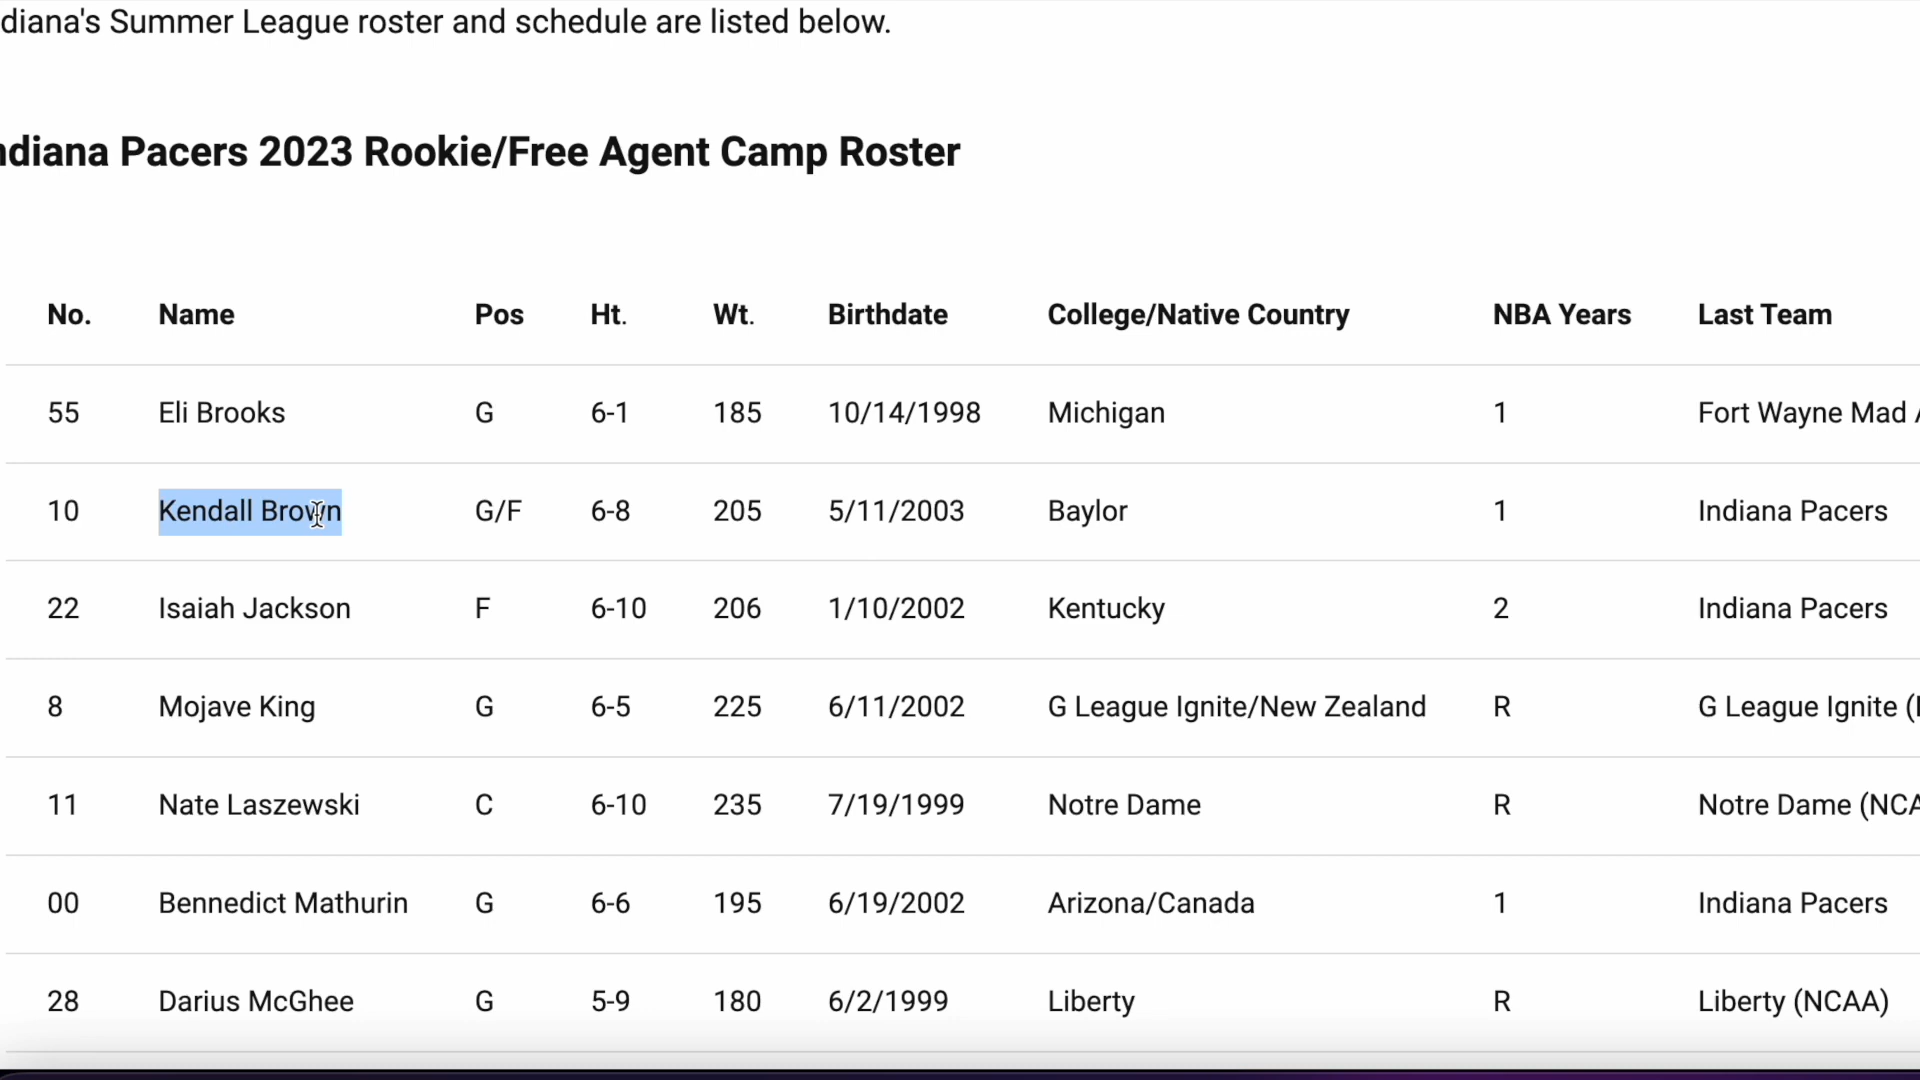 diana's Summer League roster and schedule are listed below.
ndiana Pacers 2023 Rookie/Free Agent Camp Roster
No. Name Pos Ht. Wt. Birthdate College/Native Country NBA Years Last Team
55 Eli Brooks G 6-1 185 10/14/1998 Michigan 1 Fort Wayne Mad
10 Kendall Brown G/F 6-8 205 5/11/2003 Baylor 1 Indiana Pacers
22 Isaiah Jackson F 6-10 206 1/10/2002 Kentucky 2 Indiana Pacers
8 Mojave King G 6-5 225 6/11/2002 G League Ignite/New Zealand R G League Ignite (
11 Nate Laszewski C 6-10 235 7/19/1999 Notre Dame R Notre Dame (NCA
00 Bennedict Mathurin G 6-6 195 6/19/2002 Arizona/Canada 1 Indiana Pacers
28 Darius McGhee G 5-9 180 6/2/1999 Liberty R Liberty (NCAA)